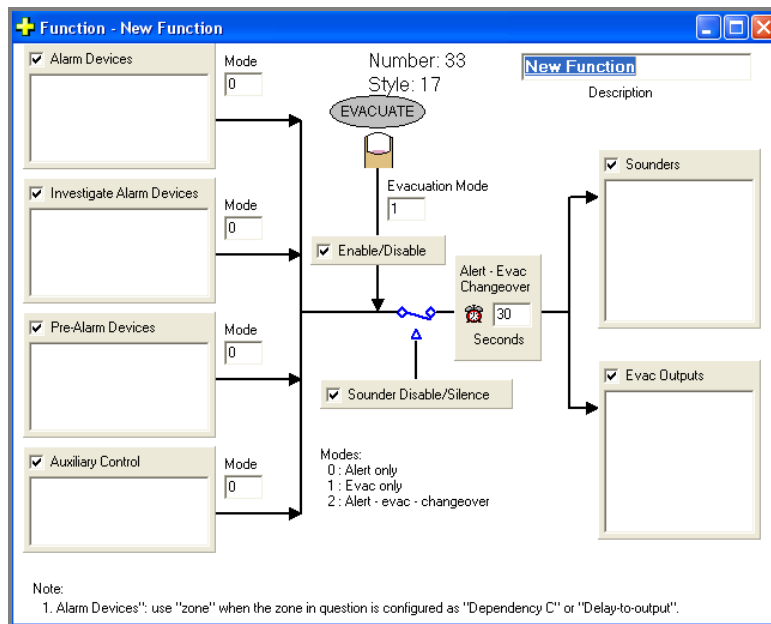 Function - New Function
Alarm Devices
Mode
0
Number: 33
Style: 17
New Function
Description
EVACUATE
Investigate Alarm Devices
Mode
0
Evacuation Mode
1
Enable/Disable
Sounders
Alert - Evac
Changeover
30
Seconds
Pre-Alarm Devices
Mode
0
Sounder Disable/Silence
Evac Outputs
Auxiliary Control
Mode
0
Modes:
0 : Alert only
1 : Evac only
2 : Alert - evac - changeover
Note:
1. Alarm Devices": use "zone" when the zone in question is configured as "Dependency C" or "Delay-to-output".